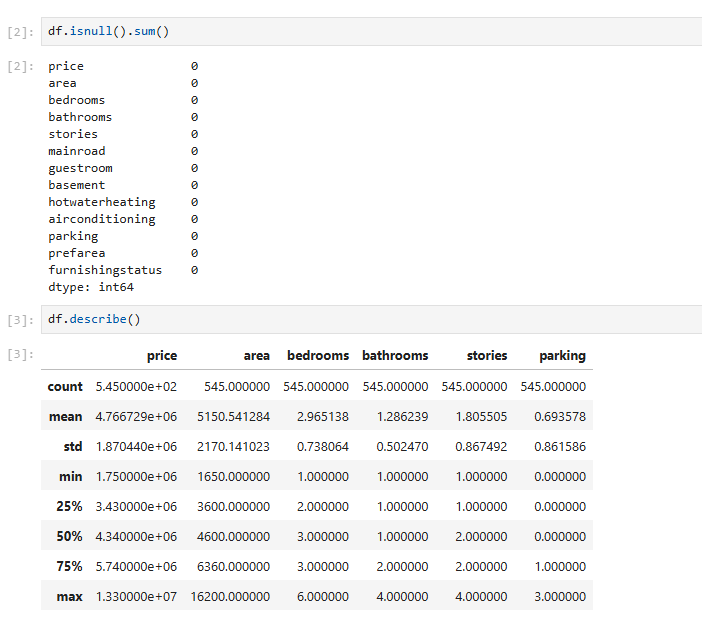 [2]: df.isnull().sum()
[2]: price 0
area 0
bedrooms 0
bathrooms 0
stories 0
mainroad 0
guestroom 0
basement 0
hotwaterheating 0
airconditioning 0
parking 0
prefarea 0
furnishingstatus 0
dtype: int64
[3]: df.describe()
[3]: price area bedrooms bathrooms stories parking
count 5.450000e+02 545.000000 545.000000 545.000000 545.000000 545.000000
mean 4.766729e+06 5150.541284 2.965138 1.286239 1.805505 0.693578
std 1.870440e+06 2170.141023 0.738064 0.502470 0.867492 0.861586
min 1.750000e+06 1650.000000 1.000000 1.000000 1.000000 0.000000
25% 3.430000e+06 3600.000000 2.000000 1.000000 1.000000 0.000000
50% 4.340000e+06 4600.000000 3.000000 1.000000 2.000000 0.000000
75% 5.740000e+06 6360.000000 3.000000 2.000000 2.000000 1.000000
max 1.330000e+07 16200.000000 6.000000 4.000000 4.000000 3.000000